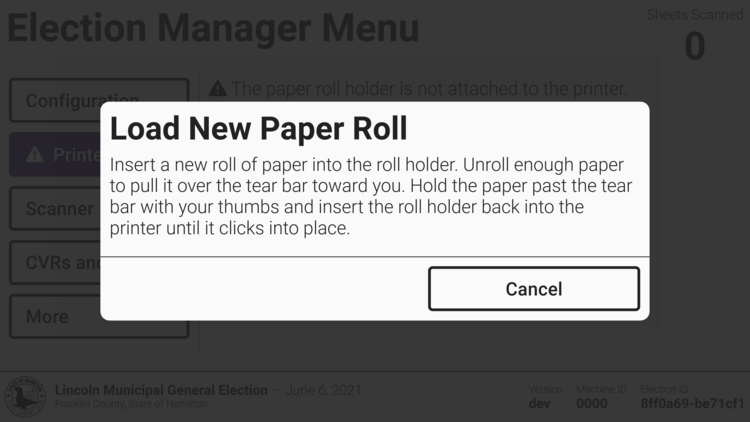 Election Manager Menu
Sheets Scanned
0
Configuration
The paper roll holder is not attached to the printer.
Load New Paper Roll
Insert a new roll of paper into the roll holder. Unroll enough paper
to pull it over the tear bar toward you. Hold the paper past the tear
bar with your thumbs and insert the roll holder back into the
printer until it clicks into place.
Cancel
Printe
Scanner
CVRs and
More
Lincoln Municipal General Election — June 6, 2021
Franklin County, State of Hamilton
Version
dev
Machine ID
0000
Election ID
8ff0a69-be71cf1